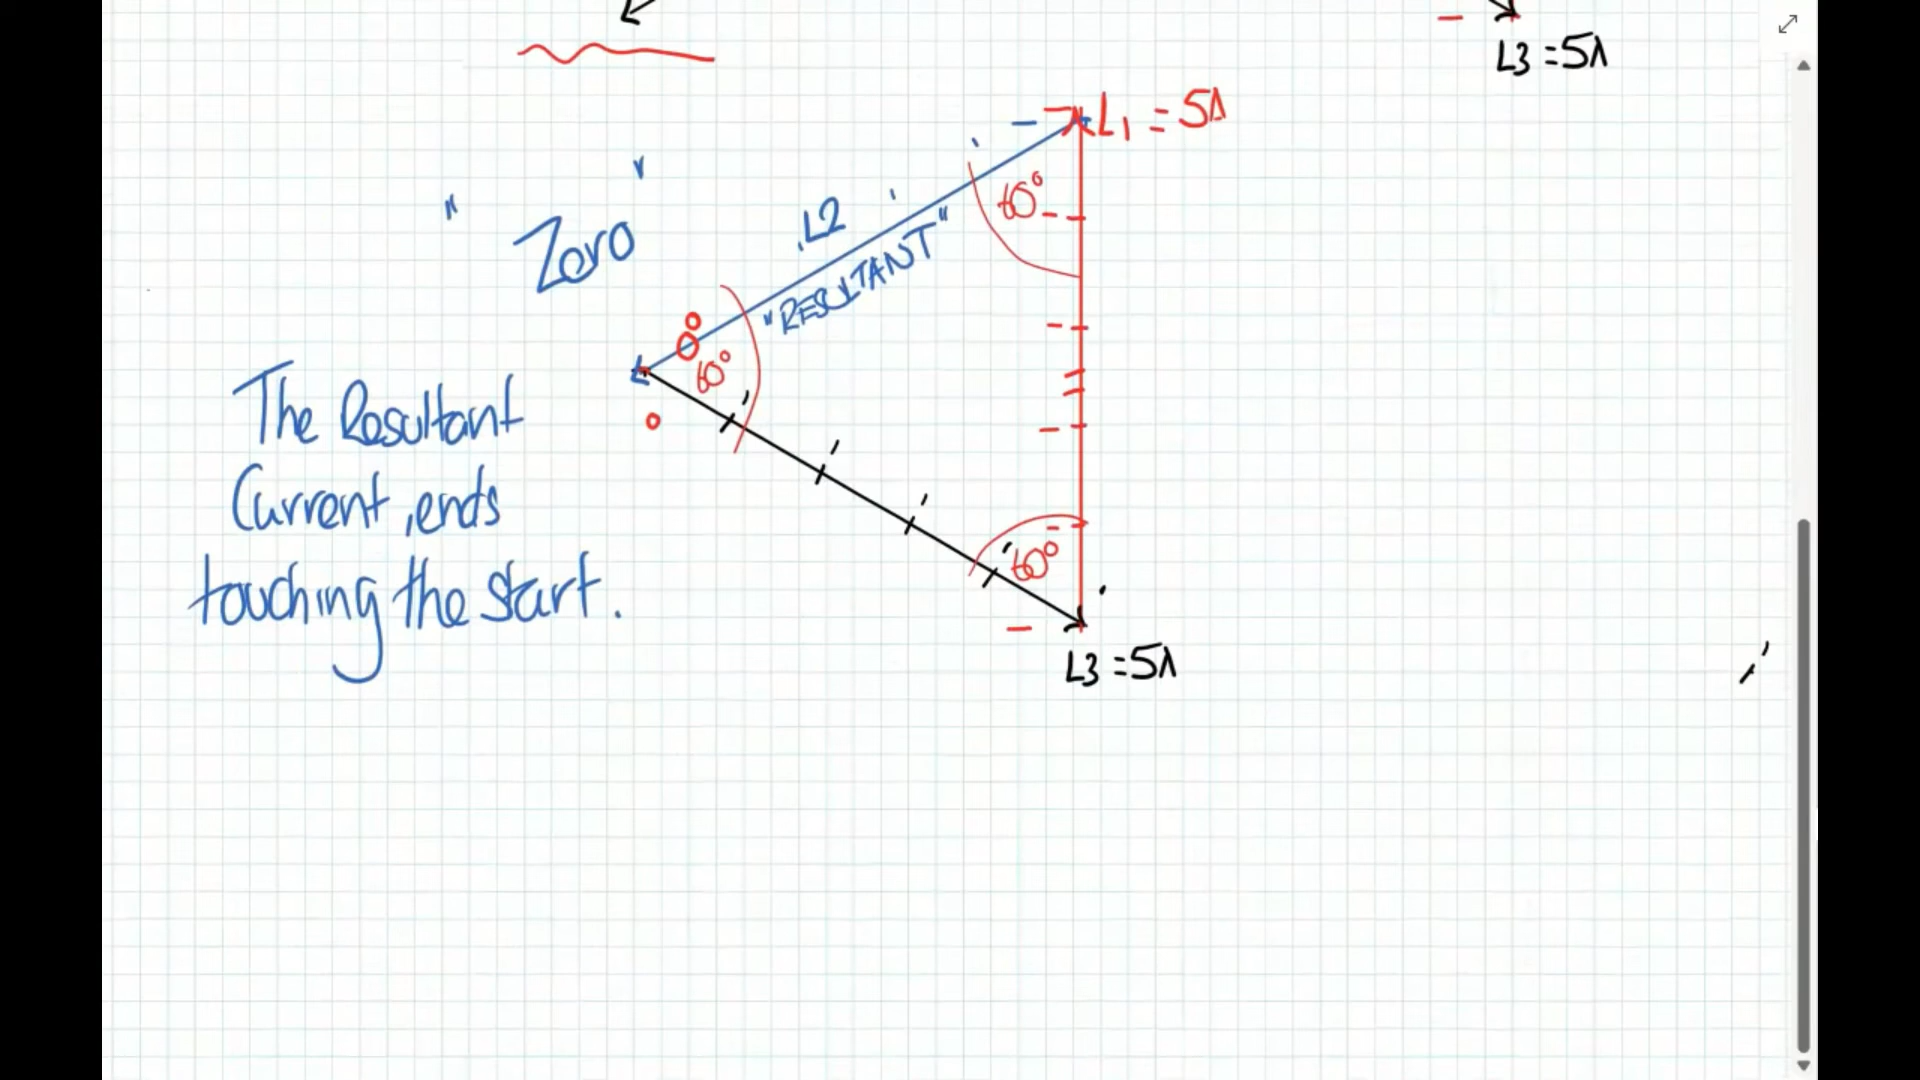 L3 = 5A
L1 = 5A
60°
L2
" Zero "
"RESULTANT"
60°
The Resultant
Current, ends
touching the start.
60°
L3 = 5A